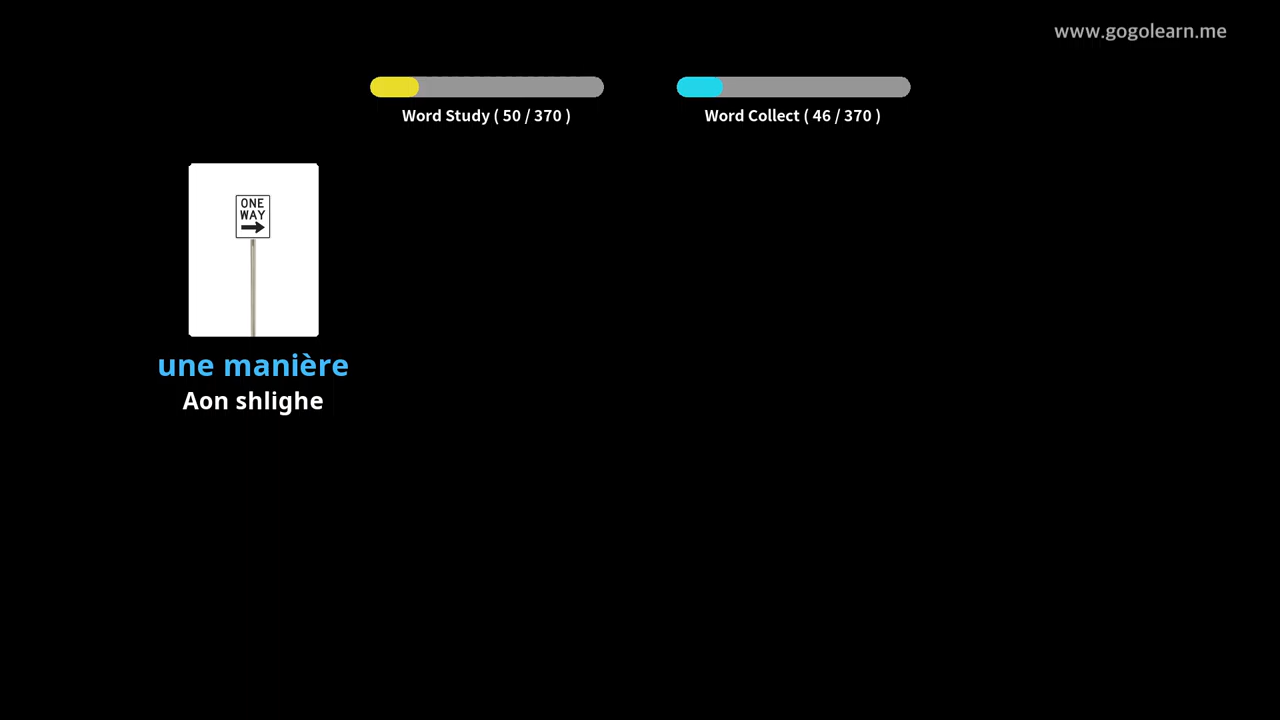 www.gogolearn.me
Word Study ( 50 / 370 )
Word Collect ( 46 / 370 )
ONE
WAY
une manière
Aon shlighe